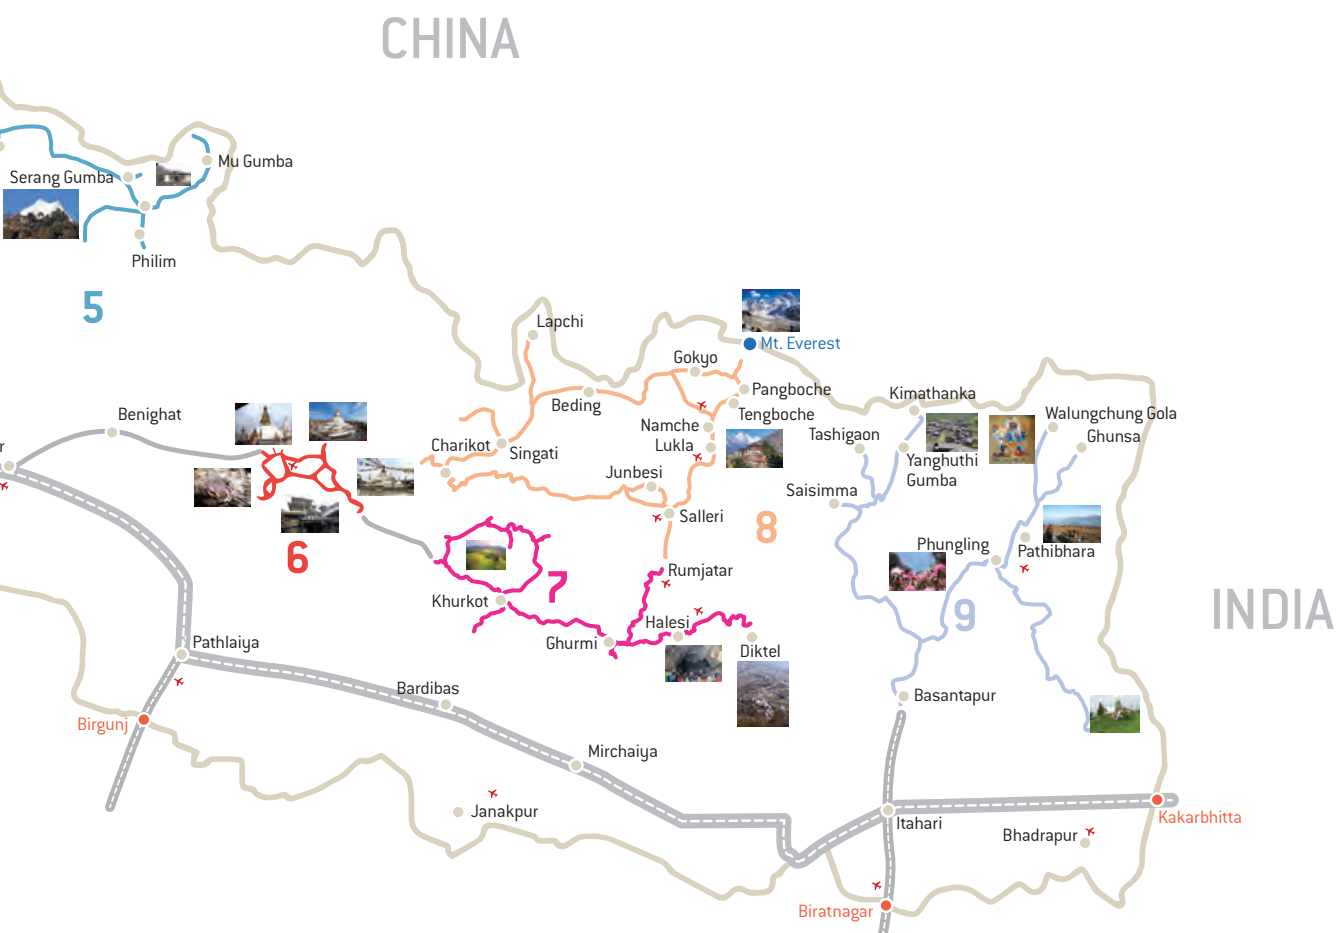 CHINA
Mu Gumba
Serang Gumba
Philim
5
Lapchi
Mt. Everest
Gokyo
Pangboche
Kimathanka
Beding
Tengboche
Walungchung Gola
Benighat
Namche
Ghunsa
Tashigaon
r
Charikot
Lukla
Singati
Yanghuthi
Gumba
Junbesi
Saisimma
Salleri
8
Phungling
Pathibhara
6
Rumjatar
7
Khurkot
INDIA
9
Halesi
Ghurmi
Pathlaiya
Diktel
Bardibas
Basantapur
Birgunj
Mirchaiya
Janakpur
Kakarbhitta
Itahari
Bhadrapur
Biratnagar